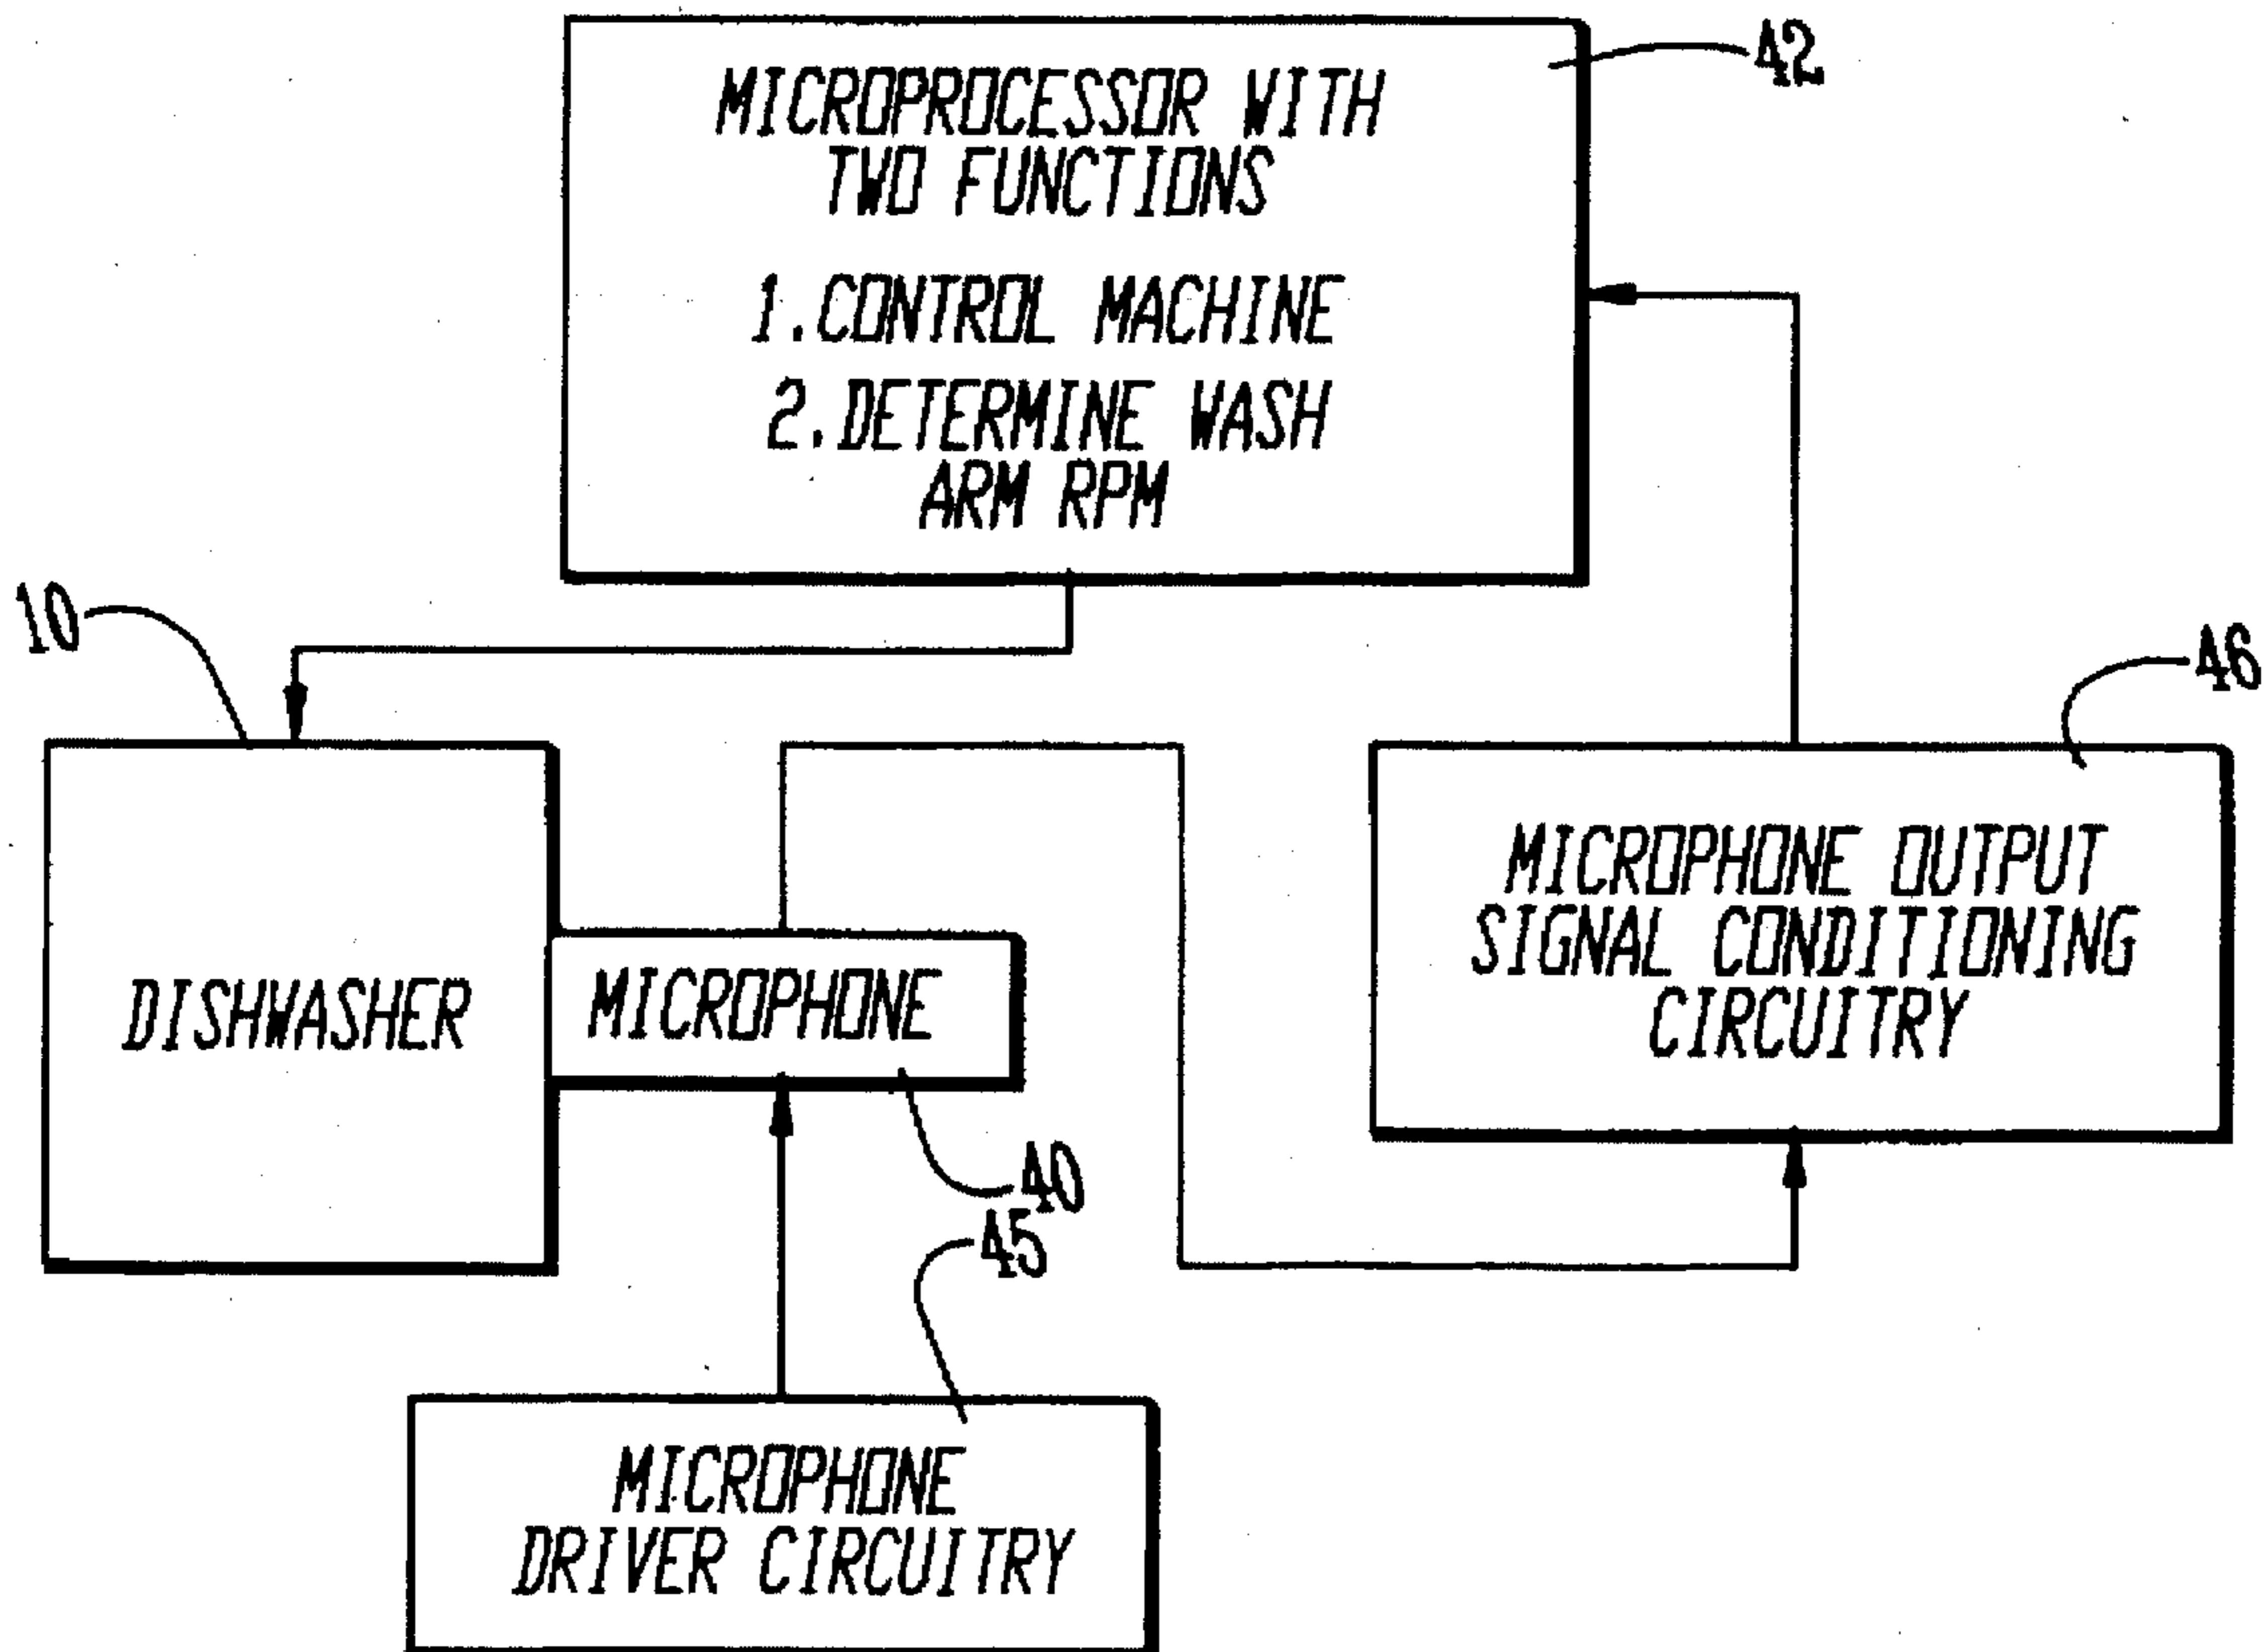 MICROPROCESSOR WITH
TWO FUNCTIONS
1. CONTROL MACHINE
2. DETERMINE WASH
ARM RPM
42
10
46
DISHWASHER
MICROPHONE
40
MICROPHONE OUTPUT
SIGNAL CONDITIONING
CIRCUITRY
45
MICROPHONE
DRIVER CIRCUITRY